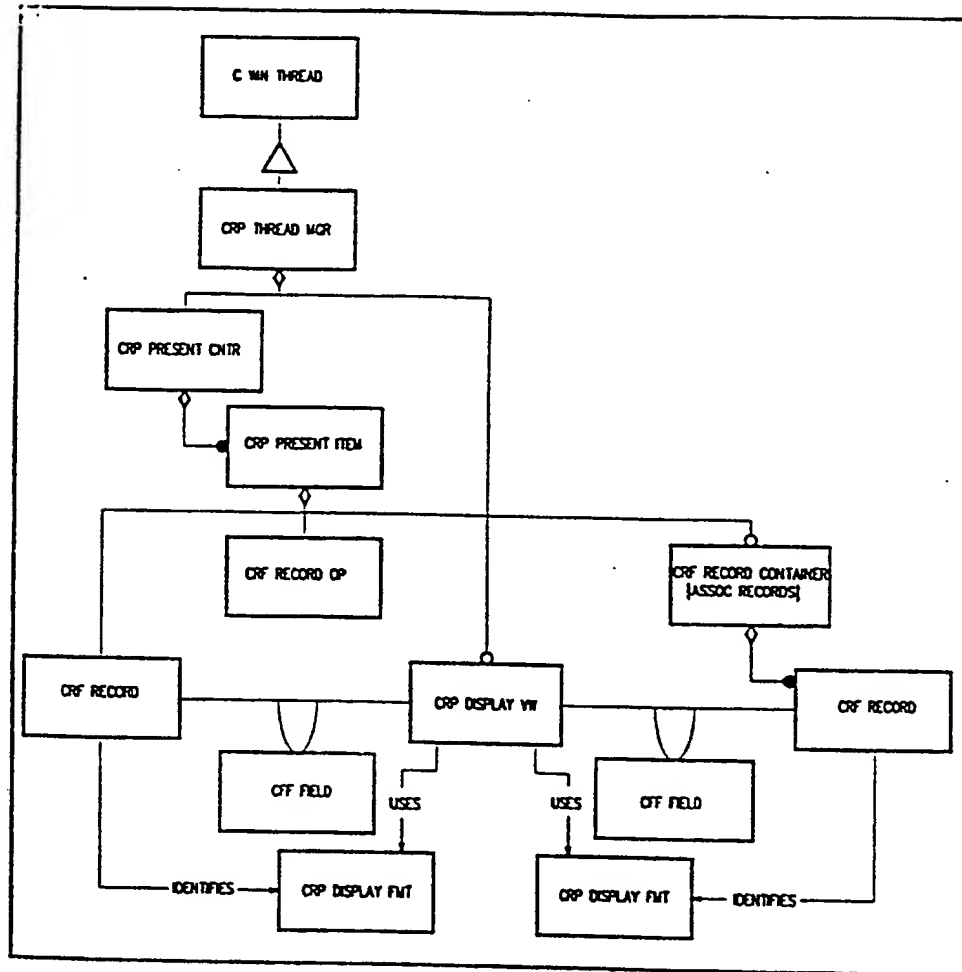 C WIN THREAD
CRP THREAD MGR
CRP PRESENT CNTR
CRP PRESENT ITEM
CRF RECORD OP
CRF RECORD CONTAINER
[ASSOC RECORDS]
CRF RECORD
CRP DISPLAY VW
CRF RECORD
CFF FIELD
CFF FIELD
USES
USES
CRP DISPLAY FMT
CRP DISPLAY FMT
IDENTIFIES
IDENTIFIES